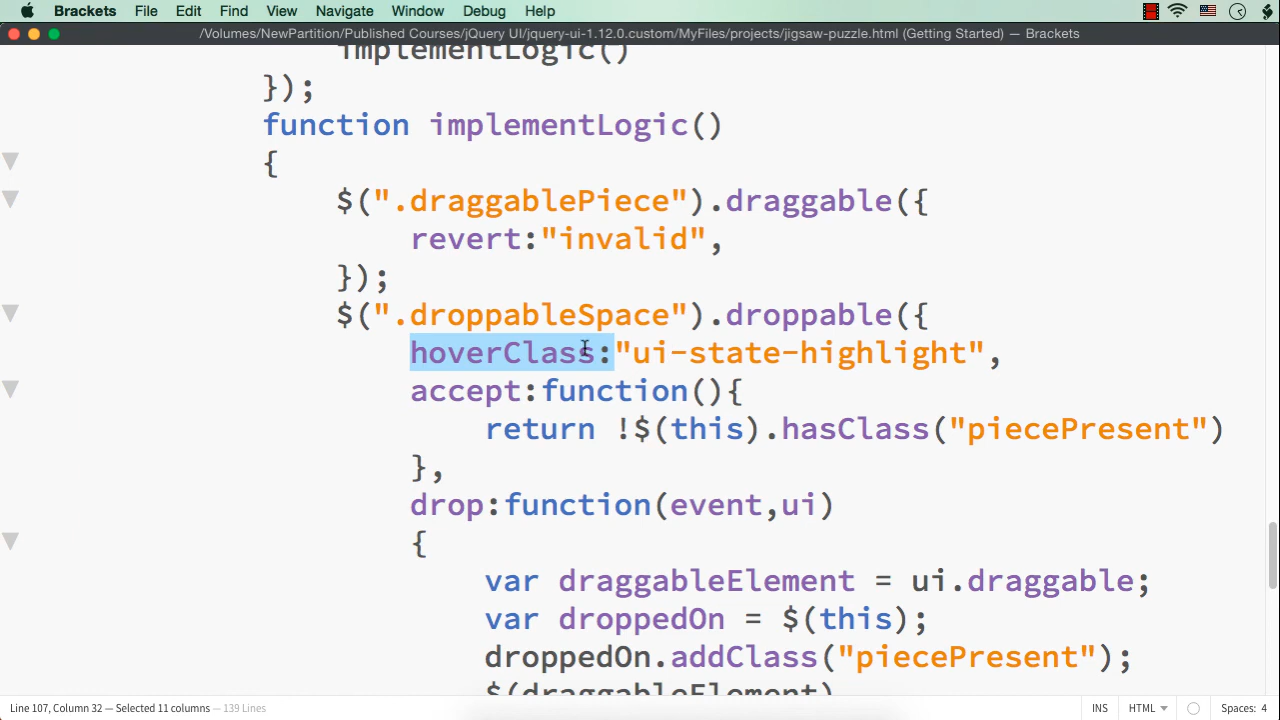 Brackets File Edit Find View Navigate Window Debug Help
/Volumes/NewPartition/Published Courses/jQuery UI/jquery-ui-1.12.0.custom/MyFiles/projects/jigsaw-puzzle.html (Getting Started) — Brackets
implementLogic()
});
function implementLogic()
{
$(".draggablePiece").draggable({
revert:"invalid",
});
$(".droppableSpace").droppable({
hoverClass:"ui-state-highlight",
accept:function(){
return !$(this).hasClass("piecePresent")
},
drop:function(event,ui)
{
var draggableElement = ui.draggable;
var droppedOn = $(this);
droppedOn.addClass("piecePresent");
$(draggableElement)
Line 107, Column 32 — Selected 11 columns — 139 Lines INS HTML Spaces: 4